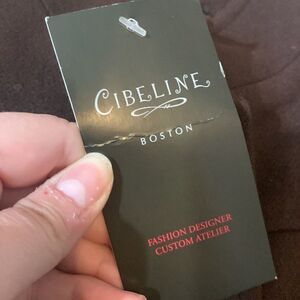 CIBELINE
BOSTON
FASHION DESIGNER
CUSTOM ATELIER